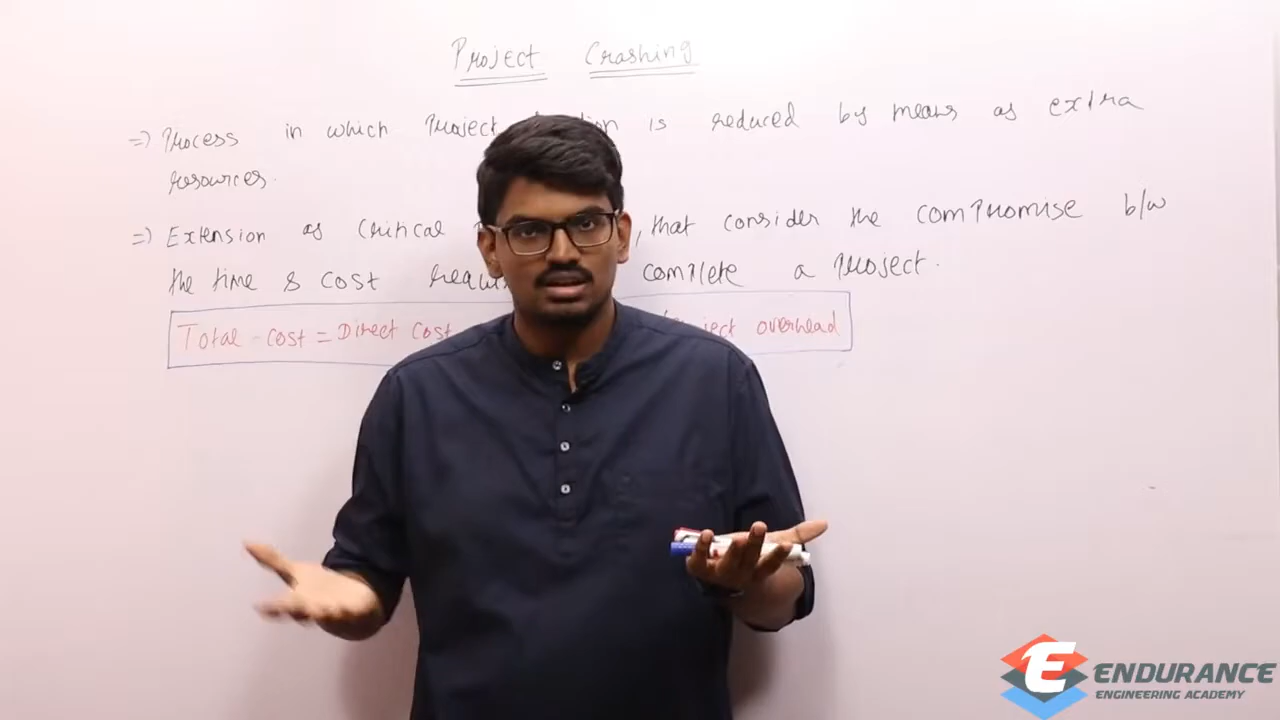 Project Crashing
=) Process in which Project is reduced by means of extra
resources.
=) Extension of Critical , that consider the compromise b/w
the time & cost complete a project.
Total - cost = Direct cost overhead
ENDURANCE
ENGINEERING ACADEMY